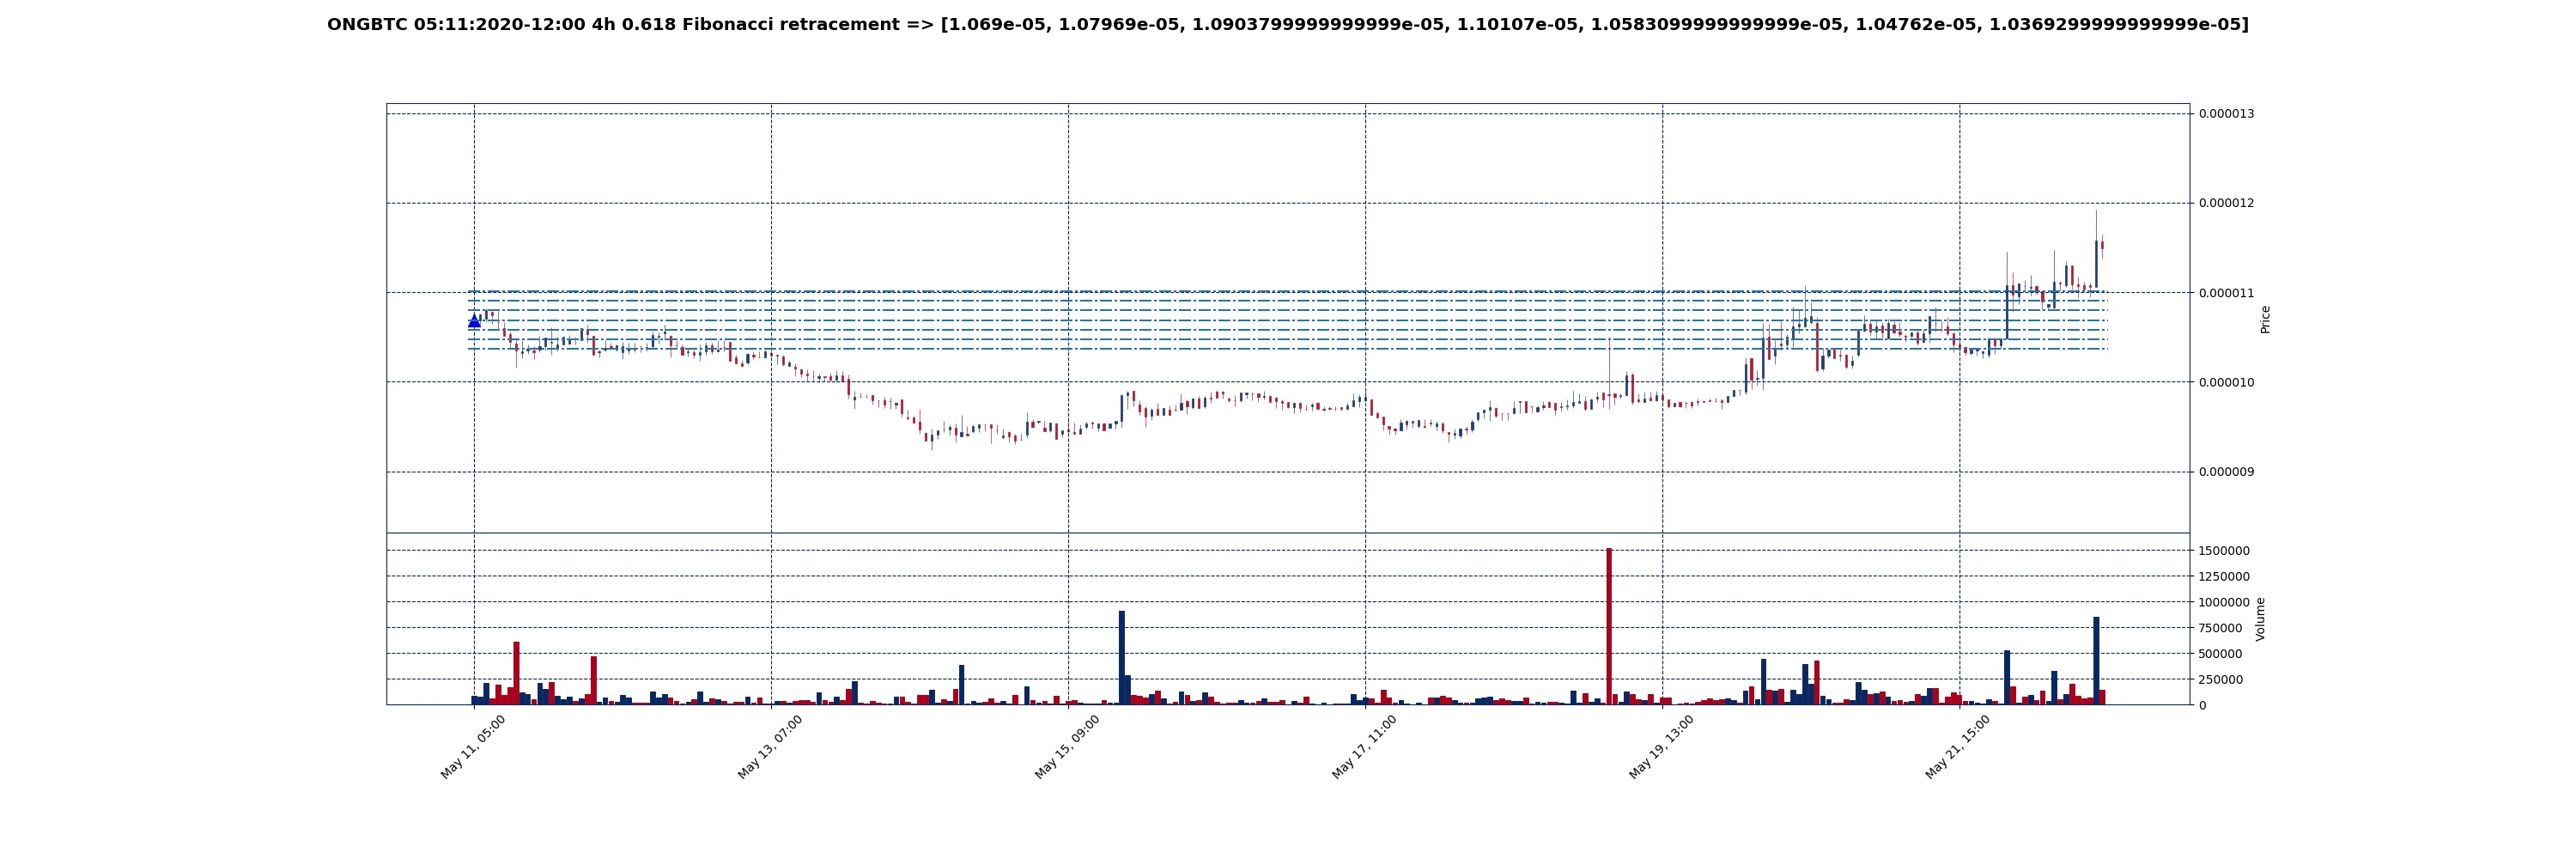 ONGBTC 05:11:2020-12:00 4h 0.618 Fibonacci retracement => [1.069e-05, 1.07969e-05, 1.0903799999999999e-05, 1.10107e-05, 1.0583099999999999e-05, 1.04762e-05, 1.0369299999999999e-05]
0.000013
0.000012
0.000011
0.000010
0.000009
Price
1500000
1250000
1000000
750000
500000
250000
0
Volume
May 11, 05:00
May 13, 07:00
May 15, 09:00
May 17, 11:00
May 19, 13:00
May 21, 15:00